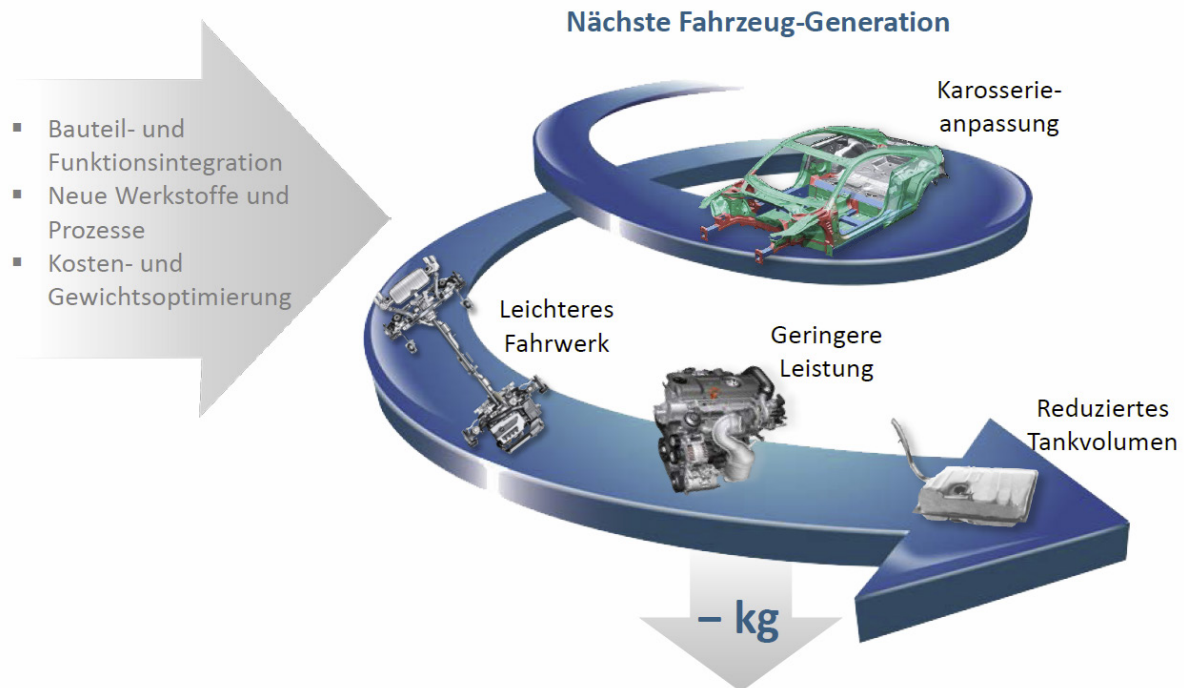 Nächste Fahrzeug-Generation
▪ Bauteil- und
Funktionsintegration
▪ Neue Werkstoffe und
Prozesse
▪ Kosten- und
Gewichtsoptimierung
Karosserie-
anpassung
Leichteres
Fahrwerk
Geringere
Leistung
Reduziertes
Tankvolumen
– kg